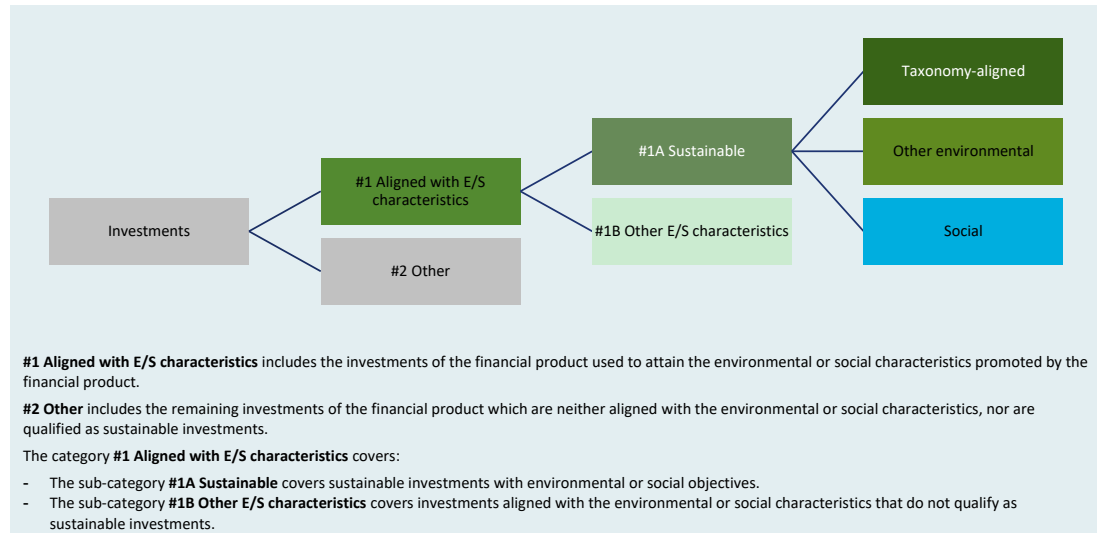 Taxonomy-aligned
#1A Sustainable
Other environmental
#1 Aligned with E/S
characteristics
Investments
#1B Other E/S characteristics
Social
#2 Other
#1 Aligned with E/S characteristics includes the investments of the financial product used to attain the environmental or social characteristics promoted by the
financial product.
#2 Other includes the remaining investments of the financial product which are neither aligned with the environmental or social characteristics, nor are
qualified as sustainable investments.
The category #1 Aligned with E/S characteristics covers:
- The sub-category #1A Sustainable covers sustainable investments with environmental or social objectives.
- The sub-category #1B Other E/S characteristics covers investments aligned with the environmental or social characteristics that do not qualify as
sustainable investments.